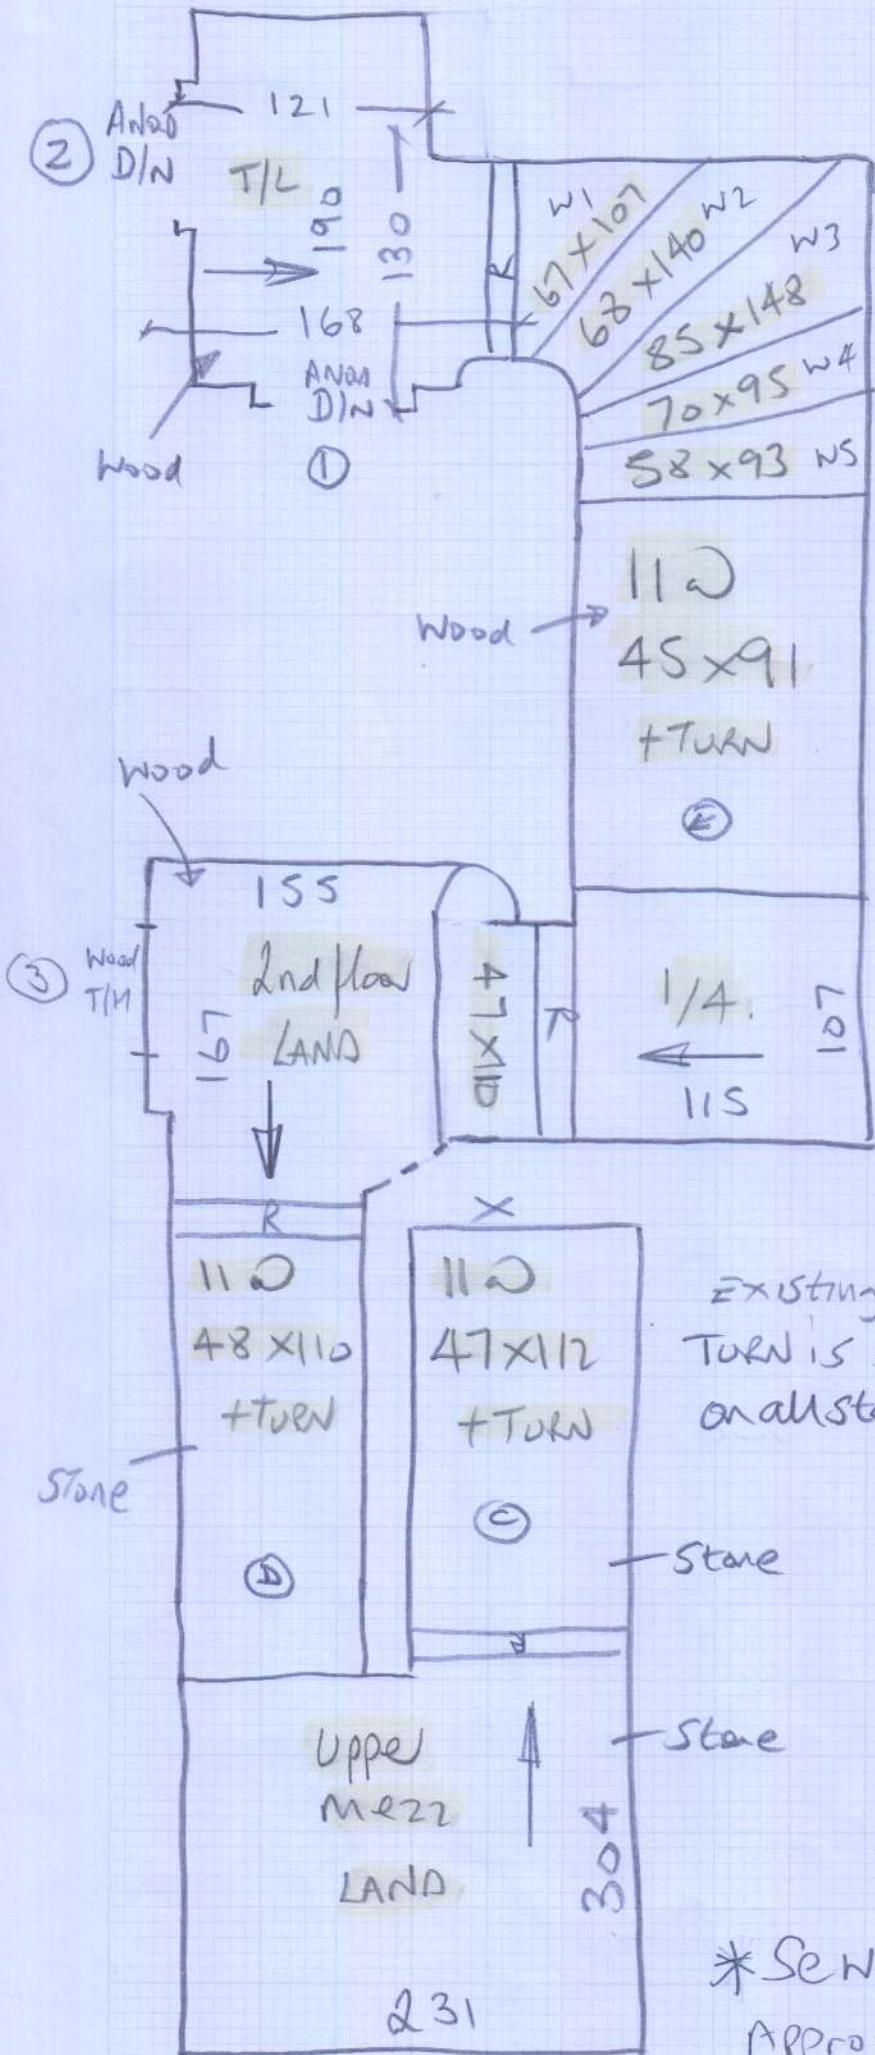 121
2
Anod
D/N
T/L
190
130
168
Anod
D/N
1
Wood
R
W1
67 x 107
W2
68 x 140
W3
85 x 148
W4
70 x 95
W5
58 x 93
Wood
11@
45 x 91
+ TURN
E
Wood
155
3
Wood
T/H
2nd floor
LAND
167
47 x 110
R
1/4.
107
115
R
X
11@
48 x 110
+ TURN
D
Stone
11@
47 x 112
+ TURN
C
Existing
TURN is
on all
Stone
Upper
Mezz
LAND
Stone
304
231
* Sew
Appro